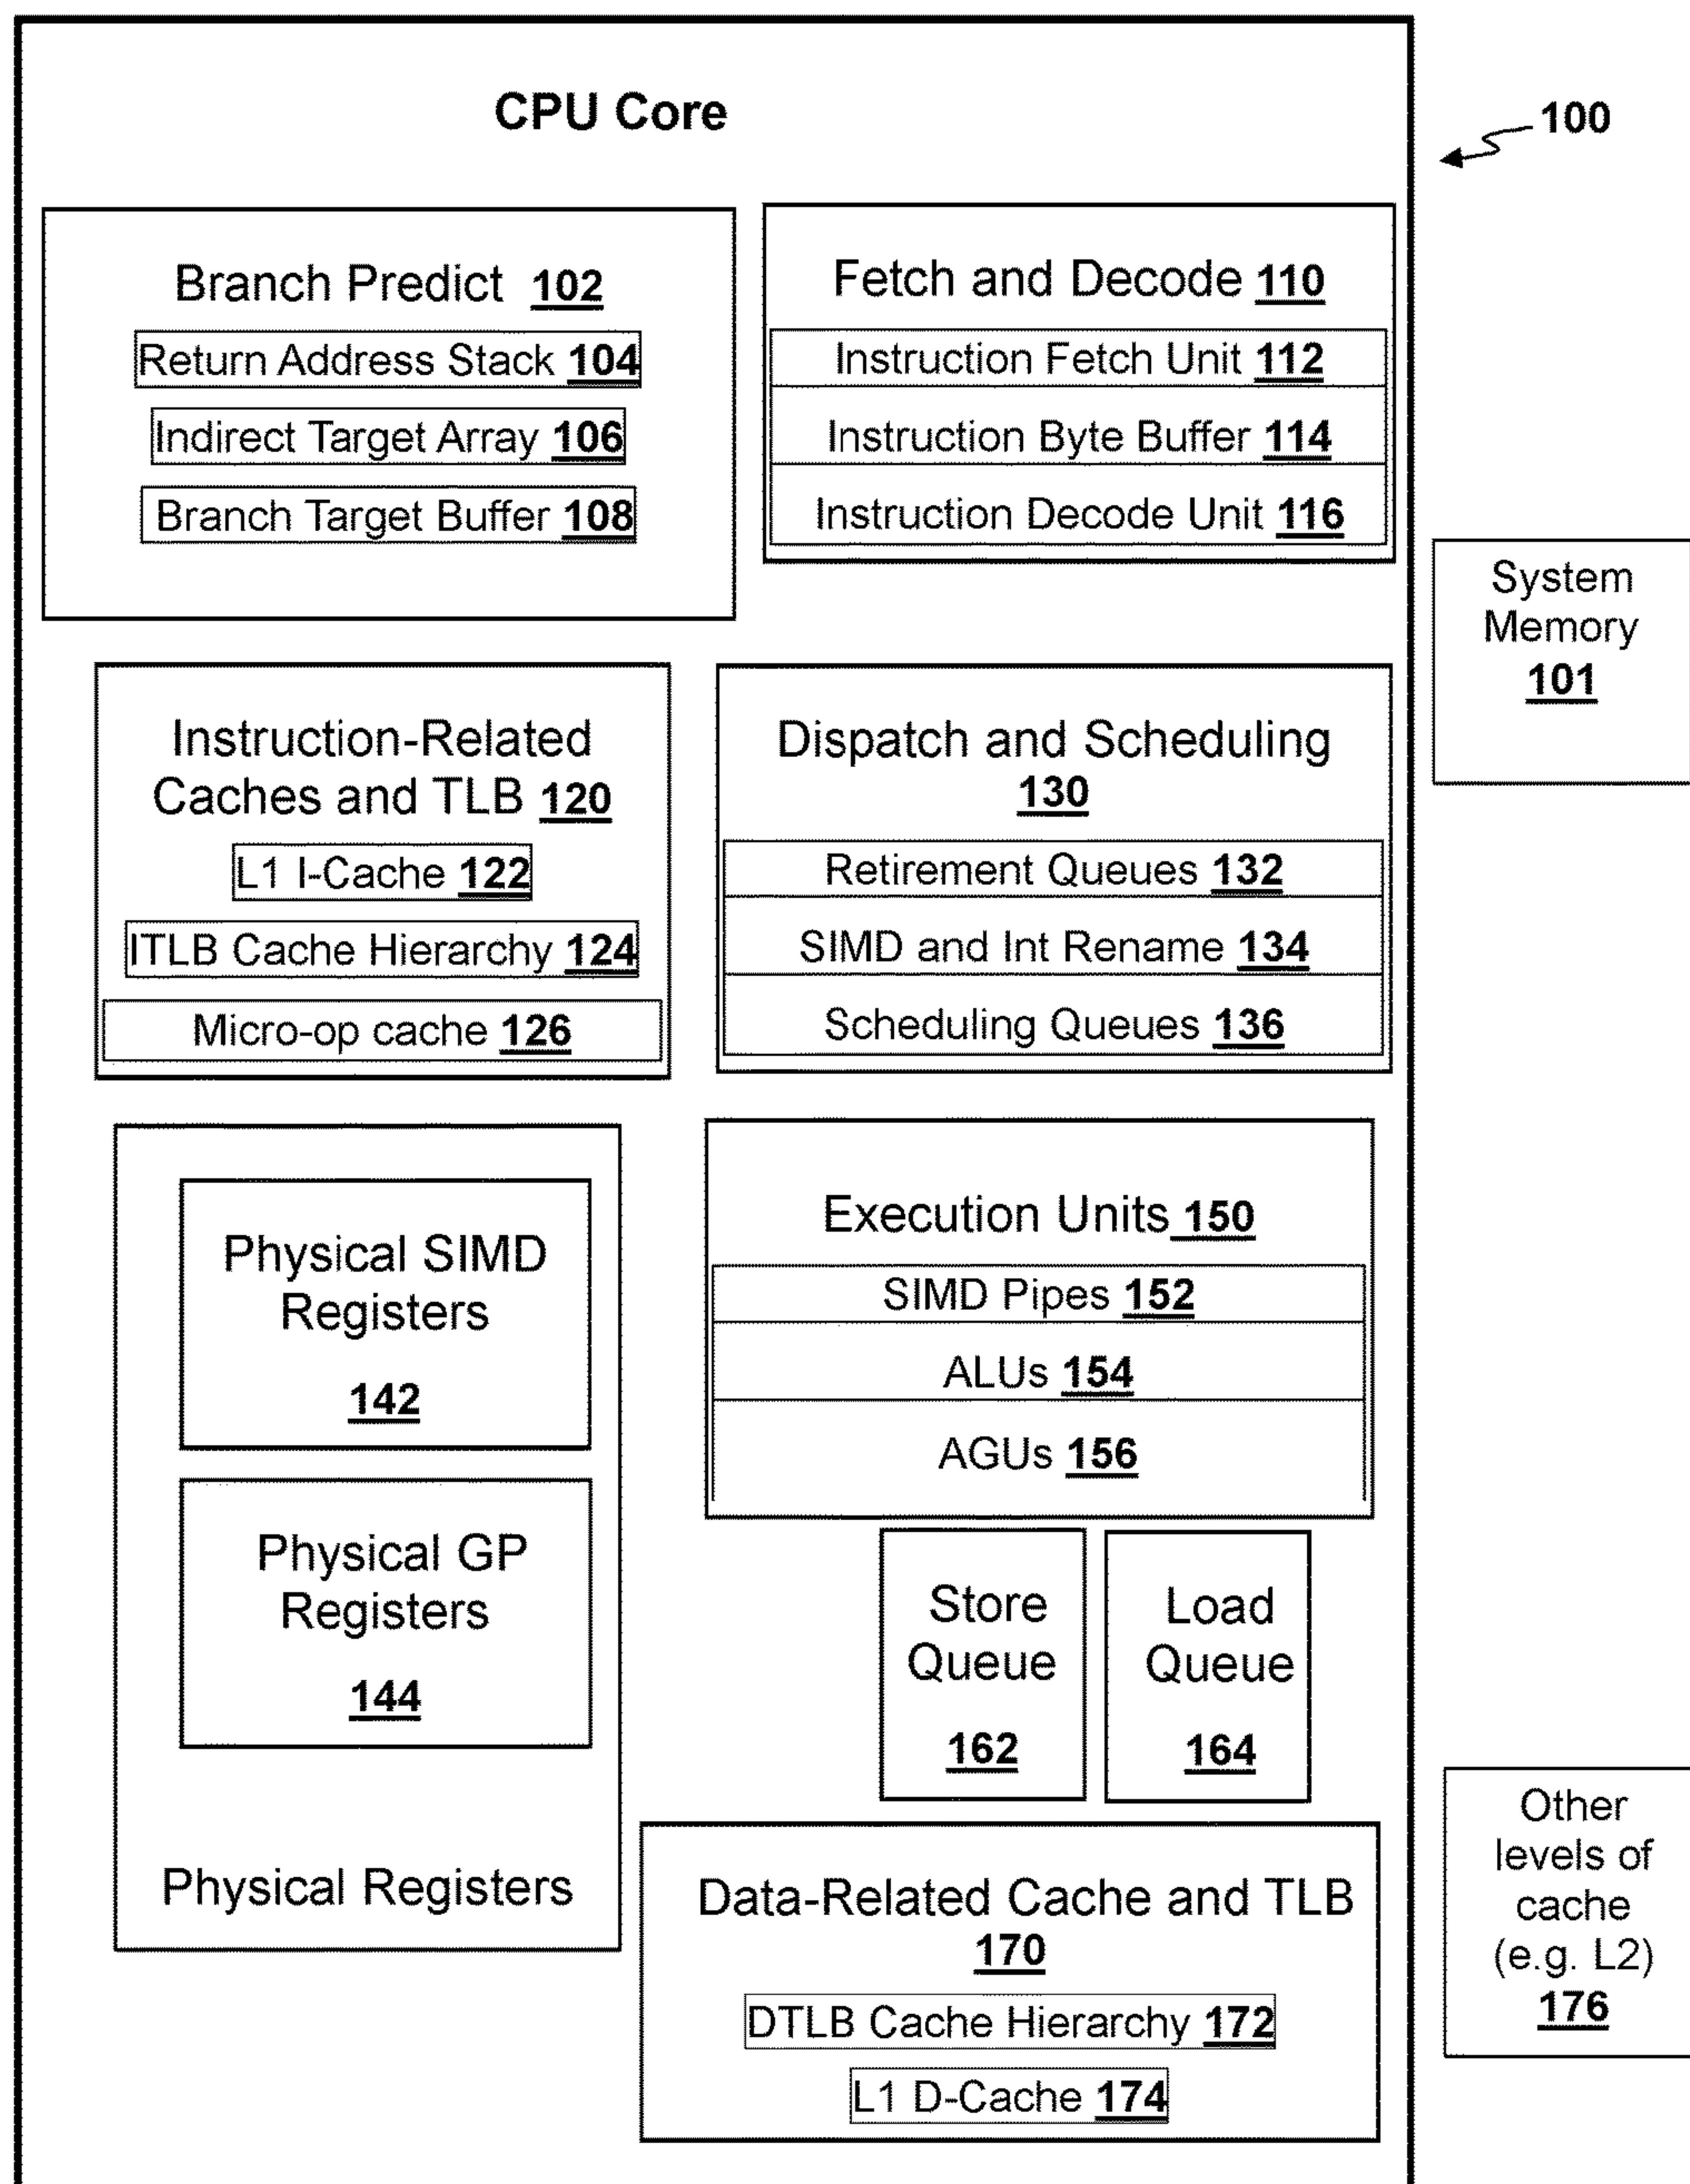 CPU Core
100
Branch Predict 102
Return Address Stack 104
Indirect Target Array 106
Branch Target Buffer 108
Fetch and Decode 110
Instruction Fetch Unit 112
Instruction Byte Buffer 114
Instruction Decode Unit 116
System
Memory
101
Instruction-Related
Caches and TLB 120
L1 I-Cache 122
ITLB Cache Hierarchy 124
Micro-op cache 126
Dispatch and Scheduling
130
Retirement Queues 132
SIMD and Int Rename 134
Scheduling Queues 136
Physical SIMD
Registers
142
Physical GP
Registers
144
Physical Registers
Execution Units 150
SIMD Pipes 152
ALUs 154
AGUs 156
Store
Queue
162
Load
Queue
164
Data-Related Cache and TLB
170
DTLB Cache Hierarchy 172
L1 D-Cache 174
Other
levels of
cache
(e.g. L2)
176